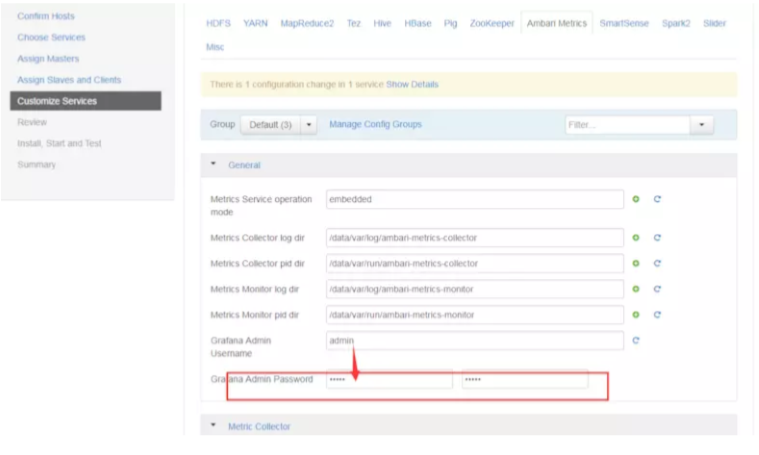 Confirm Hosts
Choose Services
Assign Masters
Assign Slaves and Clients
Customize Services
Review
Install, Start and Test
Summary
HDFS YARN MapReduce2 Tez Hive HBase Pig ZooKeeper Ambari Metrics SmartSense Spark2 Slider
Misc
There is 1 configuration change in 1 service Show Details
Group Default (3) Manage Config Groups Filter...
General
Metrics Service operation mode embedded
Metrics Collector log dir /data/var/log/ambari-metrics-collector
Metrics Collector pid dir /data/var/run/ambari-metrics-collector
Metrics Monitor log dir /data/var/log/ambari-metrics-monitor
Metrics Monitor pid dir /data/var/run/ambari-metrics-monitor
Grafana Admin Username admin
Grafana Admin Password ••••• •••••
Metric Collector